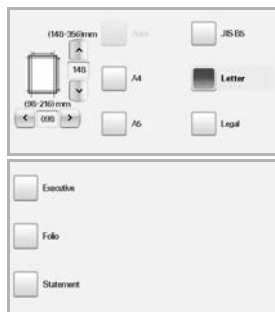 (148-356)mm
Auto
JIS B5
148
A4
Letter
(98-216) mm
098
A5
Legal
Executive
Folio
Statement